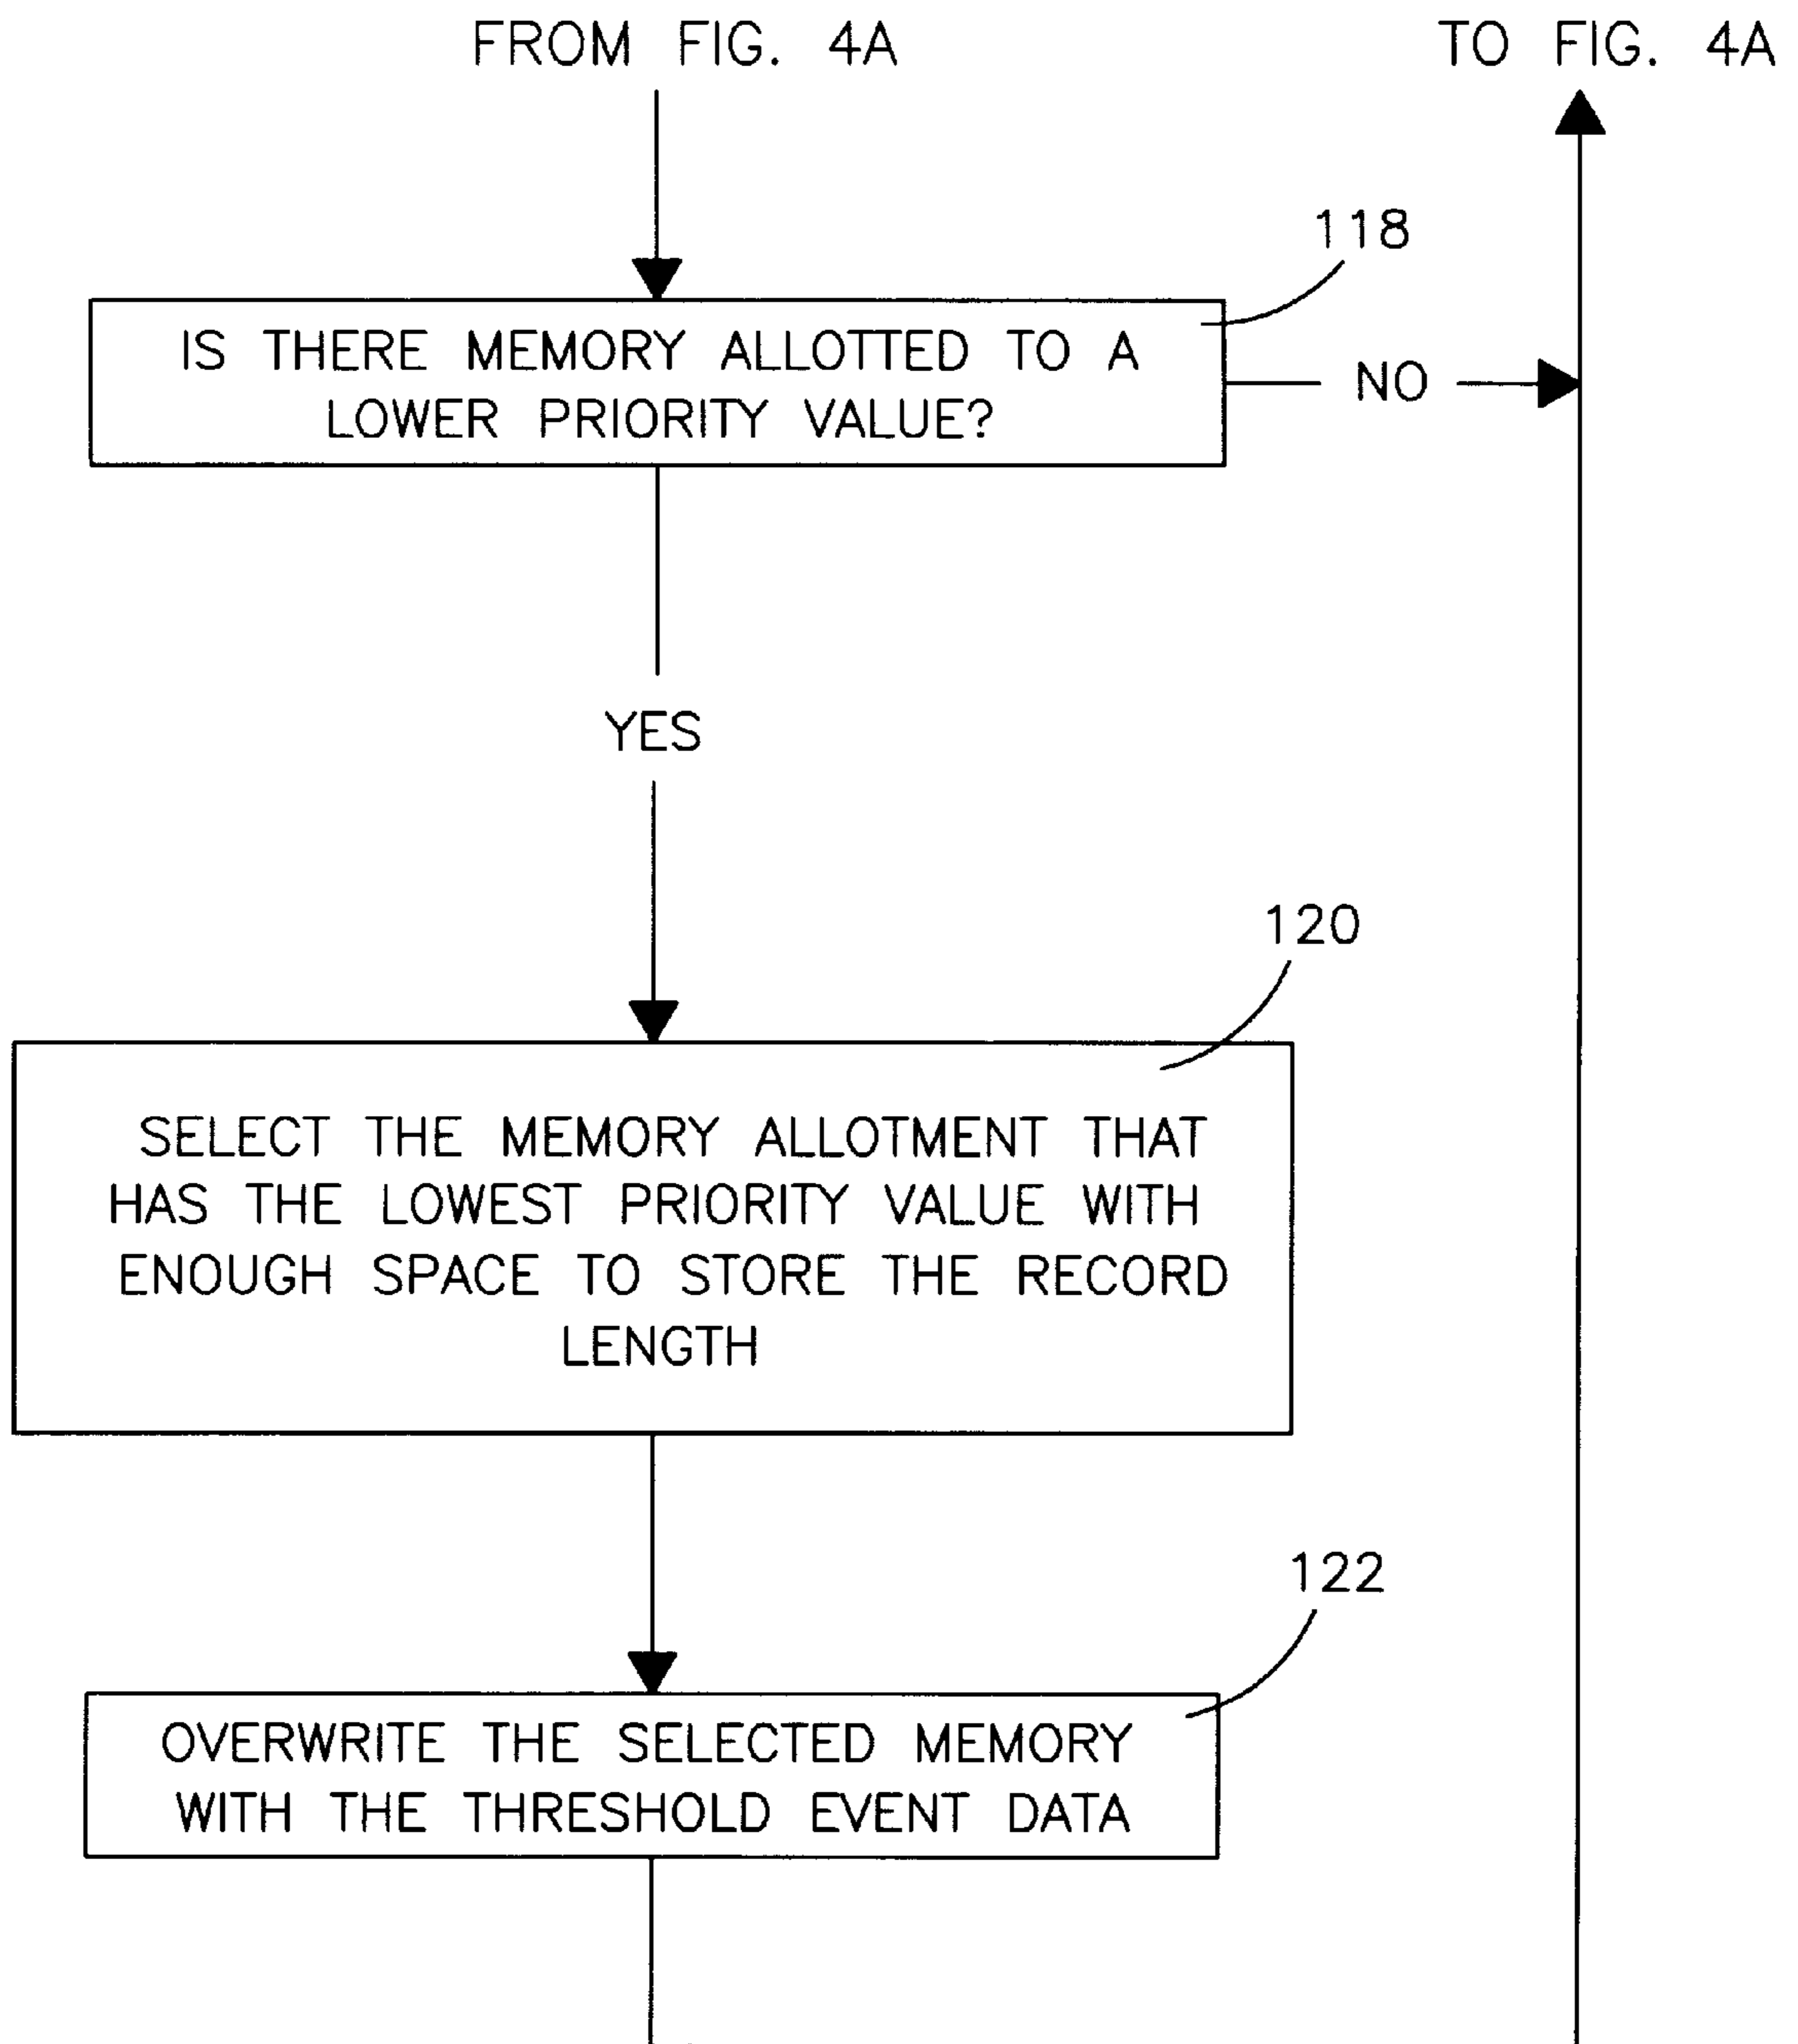 FROM FIG. 4A
TO FIG. 4A
118
IS THERE MEMORY ALLOTTED TO A
LOWER PRIORITY VALUE?
NO
YES
120
SELECT THE MEMORY ALLOTMENT THAT
HAS THE LOWEST PRIORITY VALUE WITH
ENOUGH SPACE TO STORE THE RECORD
LENGTH
122
OVERWRITE THE SELECTED MEMORY
WITH THE THRESHOLD EVENT DATA